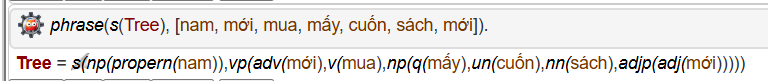 phrase(s(Tree), [nam, mới, mua, mấy, cuốn, sách, mới]).
Tree = s(np(propern(nam)),vp(adv(mới),v(mua),np(q(mấy),un(cuốn),nn(sách),adjp(adj(mới)))))